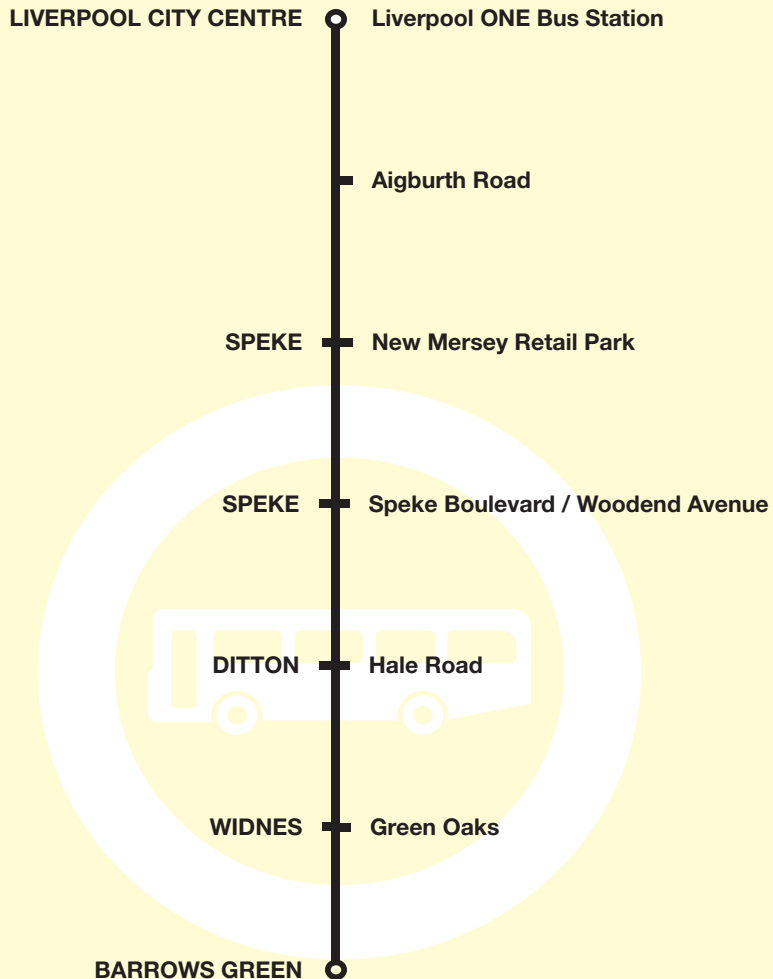 LIVERPOOL CITY CENTRE Liverpool ONE Bus Station
Aigburth Road
SPEKE New Mersey Retail Park
SPEKE Speke Boulevard / Woodend Avenue
DITTON Hale Road
WIDNES Green Oaks
BARROWS GREEN